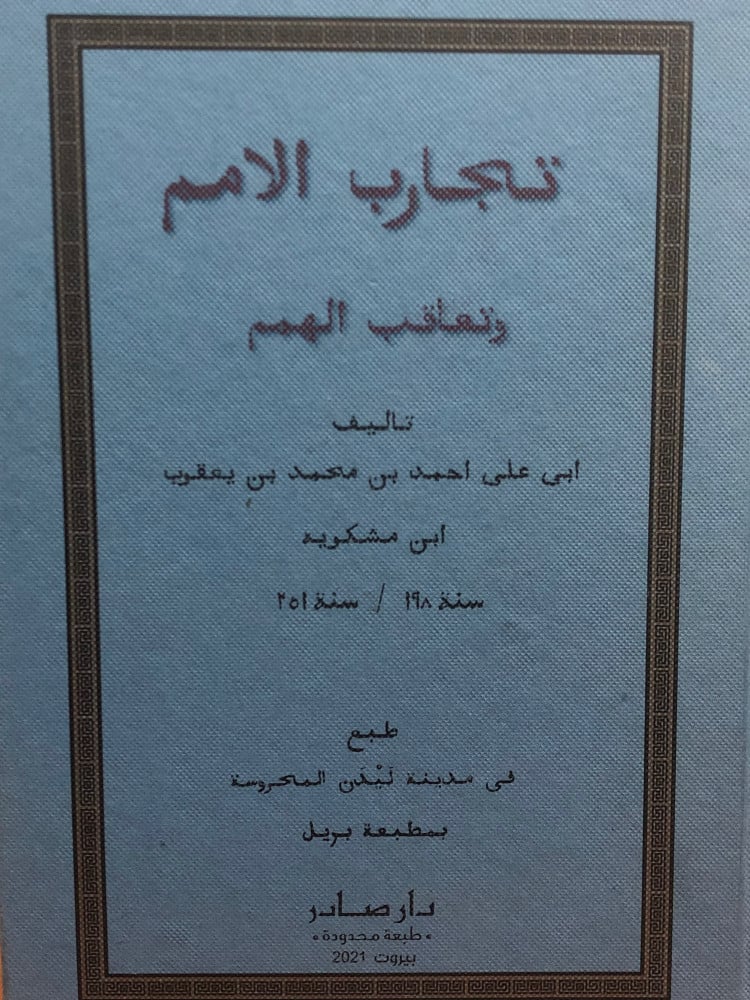 تجارب الامم
وتعاقب الهمم
تاليف
ابى على احمد بن محمد بن يعقوب
ابن مشكويه
سنة ١٩٨ / سنة ٢٥١
طبع
فى مدينة لَيْدَن المحروسة
بمطبعة بريل
دار صادر
• طبعة محدودة •
بيروت 2021